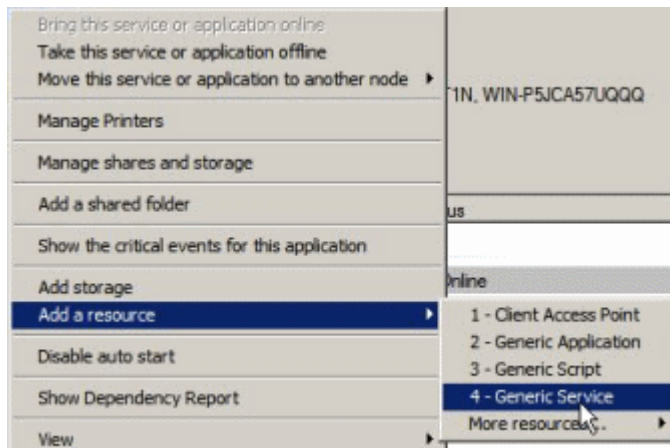 Bring this service or application online
Take this service or application offline
Move this service or application to another node
T1N, WIN-P5JCA57UQQQ
Manage Printers
Manage shares and storage
Add a shared folder
us
Show the critical events for this application
Add storage
Online
Add a resource
1 - Client Access Point
2 - Generic Application
Disable auto start
3 - Generic Script
4 - Generic Service
Show Dependency Report
More resources...
View